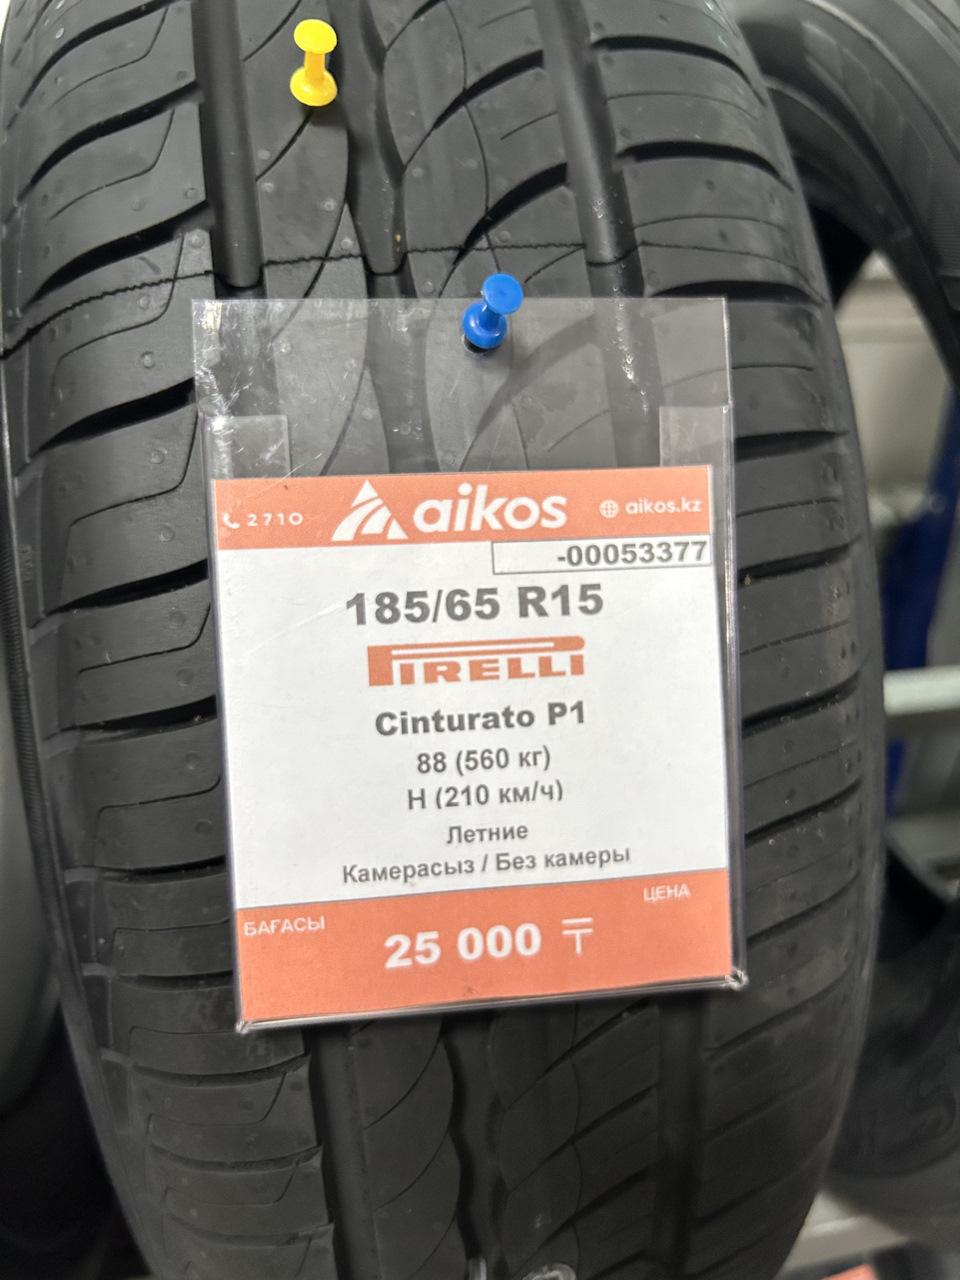 2710 aikos aikos.kz
-00053377
185/65 R15
PIRELLI
Cinturato P1
88 (560 кг)
H (210 км/ч)
Летние
Камерасыз / Без камеры
БАҒАСЫ
ЦЕНА
25 000 ₸